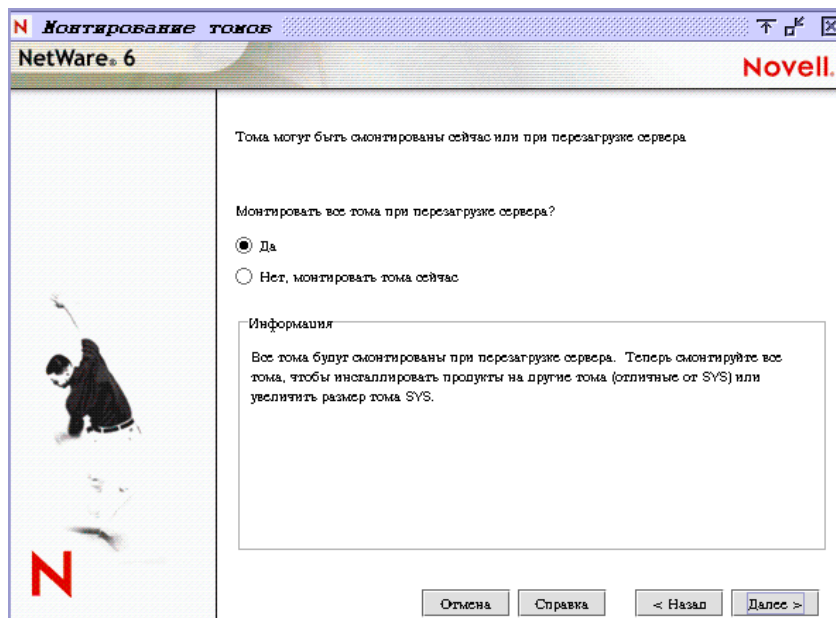 N Монтирование томов
NetWare® 6
Novell.
Тома могут быть смонтированы сейчас или при перезагрузке сервера
Монтировать все тома при перезагрузке сервера?
Да
Нет, монтировать тома сейчас
Информация
Все тома будут смонтированы при перезагрузке сервера. Теперь смонтируйте все
тома, чтобы инсталлировать продукты на другие тома (отличные от SYS) или
увеличить размер тома SYS.
N
Отмена
Справка
< Назад
Далее >